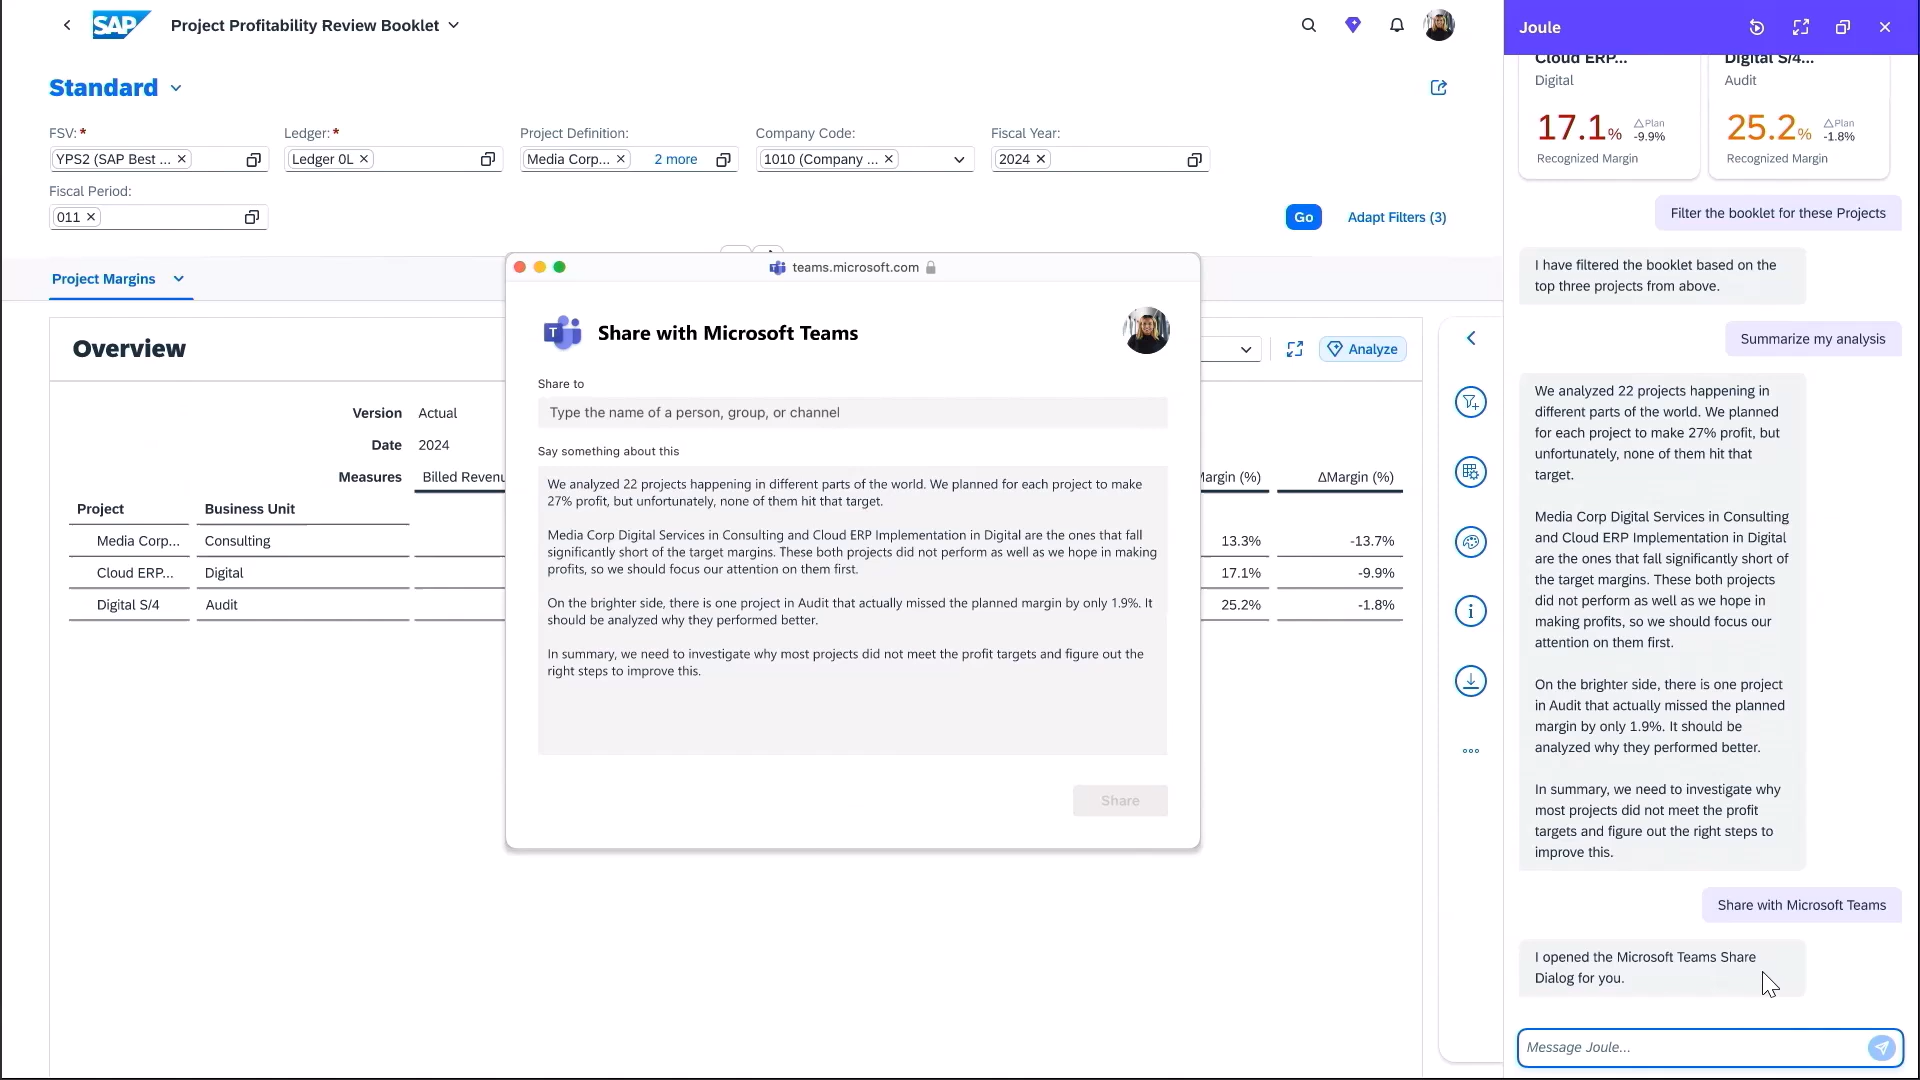 SAP
Project Profitability Review Booklet
Standard
FSV:*
Ledger:*
Project Definition:
Company Code:
Fiscal Year:
YPS2 (SAP Best ...
Ledger 0L
Media Corp...
2 more
1010 (Company ...
2024
Fiscal Period:
011
Go
Adapt Filters (3)
Project Margins
Overview
Analyze
Version Actual
Date 2024
Measures
Margin (%)
ΔMargin (%)
Project
Business Unit
Media Corp...
Consulting
13.3%
-13.7%
Cloud ERP...
Digital
17.1%
-9.9%
Digital S/4
Audit
25.2%
-1.8%
teams.microsoft.com
T
Share with Microsoft Teams
Share to
Type the name of a person, group, or channel
Say something about this
We analyzed 22 projects happening in different parts of the world. We planned for each project to make
27% profit, but unfortunately, none of them hit that target.
Media Corp Digital Services in Consulting and Cloud ERP Implementation in Digital are the ones that fall
significantly short of the target margins. These both projects did not perform as well as we hope in making
profits, so we should focus our attention on them first.
On the brighter side, there is one project in Audit that actually missed the planned margin by only 1.9%. It
should be analyzed why they performed better.
In summary, we need to investigate why most projects did not meet the profit targets and figure out the
right steps to improve this.
Share
Joule
Cloud ERP...
Digital
17.1%
△Plan
-9.9%
Recognized Margin
Digital S/4...
Audit
25.2%
△Plan
-1.8%
Recognized Margin
Filter the booklet for these Projects
I have filtered the booklet based on the
top three projects from above.
Summarize my analysis
We analyzed 22 projects happening in
different parts of the world. We planned
for each project to make 27% profit, but
unfortunately, none of them hit that
target.
Media Corp Digital Services in Consulting
and Cloud ERP Implementation in Digital
are the ones that fall significantly short of
the target margins. These both projects
did not perform as well as we hope in
making profits, so we should focus our
attention on them first.
On the brighter side, there is one project
in Audit that actually missed the planned
margin by only 1.9%. It should be
analyzed why they performed better.
In summary, we need to investigate why
most projects did not meet the profit
targets and figure out the right steps to
improve this.
Share with Microsoft Teams
I opened the Microsoft Teams Share
Dialog for you.
Message Joule...